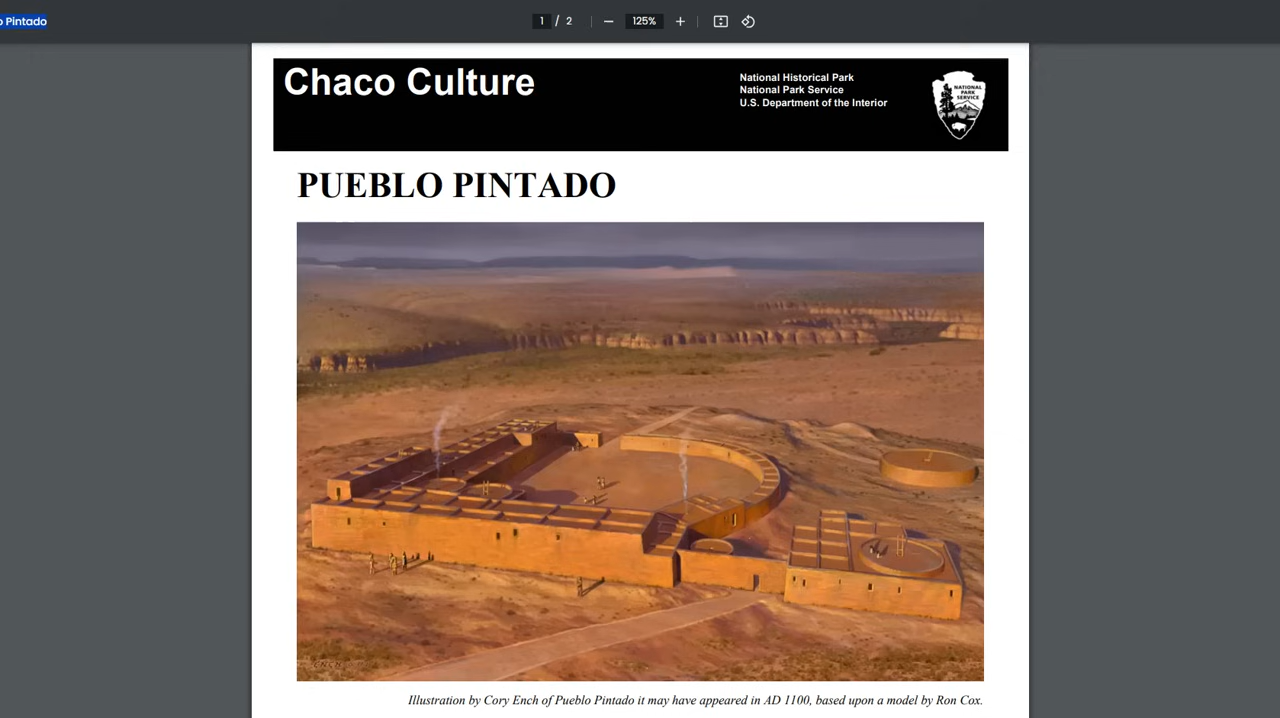 o Pintado
1 / 2
125%
Chaco Culture
National Historical Park
National Park Service
U.S. Department of the Interior
NATIONAL
PARK
SERVICE
PUEBLO PINTADO
Illustration by Cory Ench of Pueblo Pintado it may have appeared in AD 1100, based upon a model by Ron Cox.